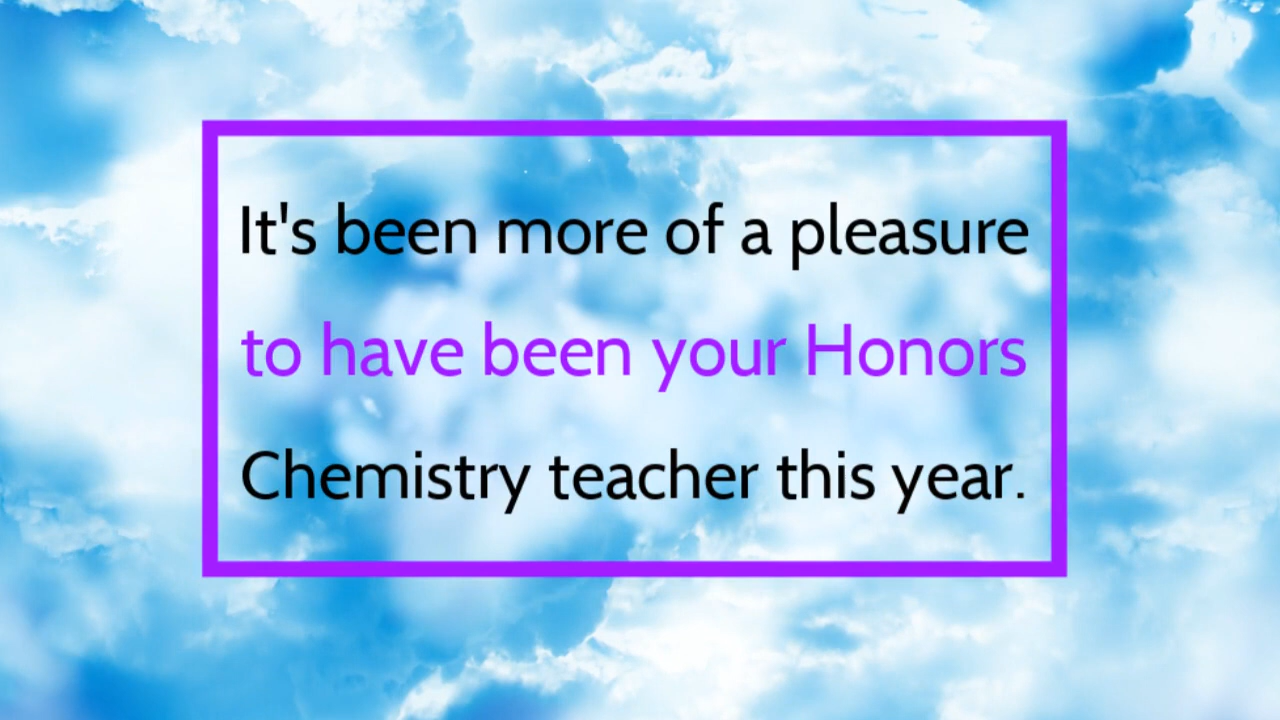 It's been more of a pleasure
to have been your Honors
Chemistry teacher this year.